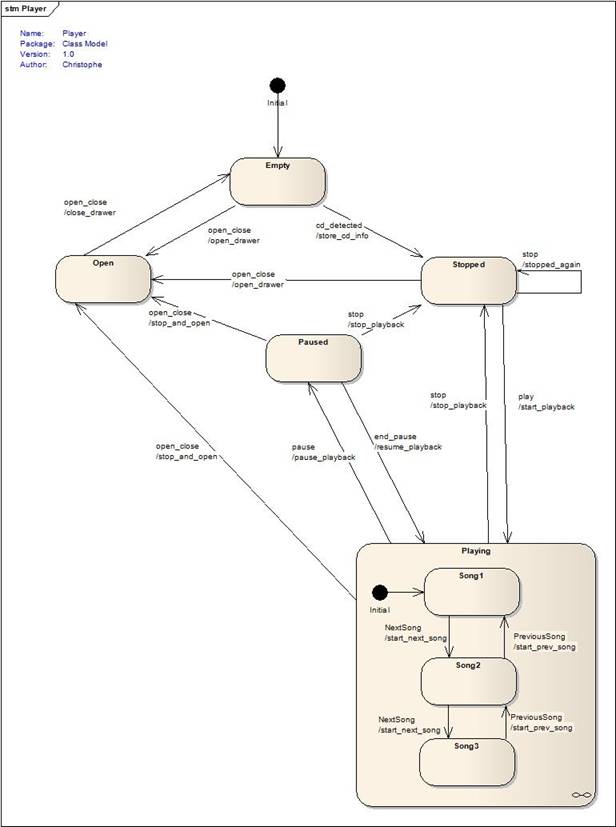 stm Player
Name: Player
Package: Class Model
Version: 1.0
Author: Christophe
Initial
Empty
open_close
/close_drawer
open_close
/open_drawer
cd_detected
/store_cd_info
Open
Stopped
stop
/stopped_again
open_close
/open_drawer
open_close
/stop_and_open
stop
/stop_playback
Paused
stop
/stop_playback
play
/start_playback
open_close
/stop_and_open
pause
/pause_playback
end_pause
/resume_playback
Playing
Song1
Initial
NextSong
/start_next_song
PreviousSong
/start_prev_song
Song2
NextSong
/start_next_song
PreviousSong
/start_prev_song
Song3